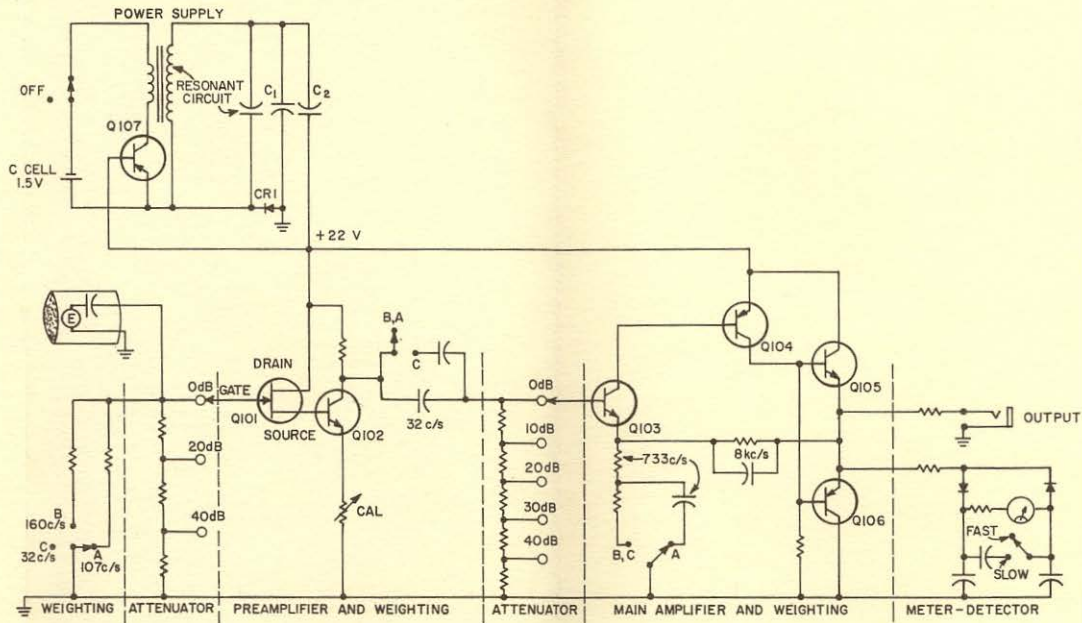 POWER SUPPLY
OFF
RESONANT
CIRCUIT
C1
C2
Q107
C CELL
1.5V
CR1
+22 V
E
B,A
C
DRAIN
0dB
GATE
Q101
SOURCE
Q102
32c/s
0dB
Q103
Q104
Q105
10dB
20dB
20dB
733c/s
8kc/s
OUTPUT
B
160c/s
C
32c/s
A
107c/s
40dB
CAL
30dB
40dB
B,C
A
Q106
FAST
SLOW
WEIGHTING
ATTENUATOR
PREAMPLIFIER AND WEIGHTING
ATTENUATOR
MAIN AMPLIFIER AND WEIGHTING
METER-DETECTOR